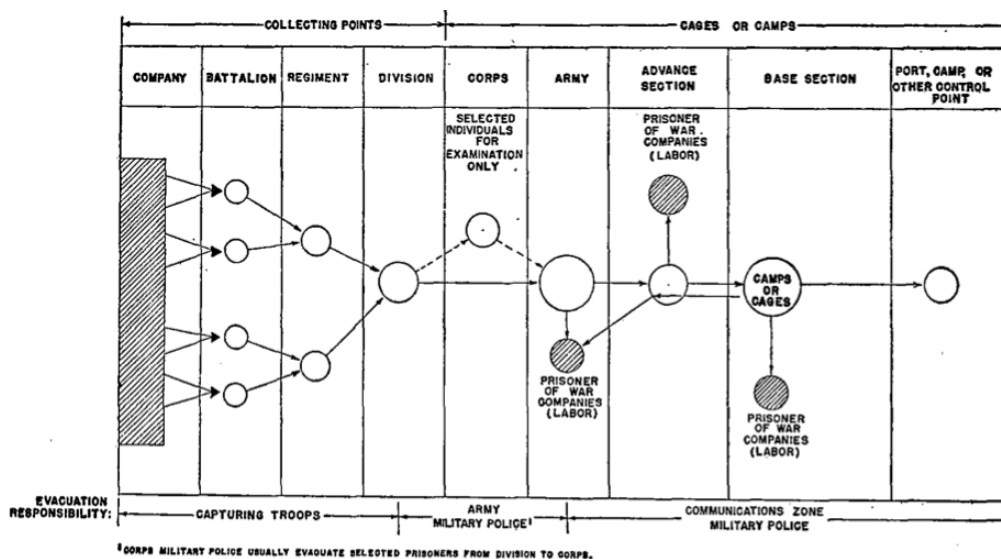 COLLECTING POINTS
CAGES OR CAMPS
COMPANY
BATTALION
REGIMENT
DIVISION
CORPS
ARMY
ADVANCE
SECTION
BASE SECTION
PORT, CAMP, OR
OTHER CONTROL
POINT
SELECTED
INDIVIDUALS
FOR
EXAMINATION
ONLY
PRISONER
OF WAR
COMPANIES
(LABOR)
CAMPS
OR
CAGES
PRISONER
OF WAR
COMPANIES
(LABOR)
PRISONER
OF WAR
COMPANIES
(LABOR)
EVACUATION
RESPONSIBILITY:
CAPTURING TROOPS
ARMY
MILITARY POLICE¹
COMMUNICATIONS ZONE
MILITARY POLICE
¹CORPS MILITARY POLICE USUALLY EVACUATE SELECTED PRISONERS FROM DIVISION TO CORPS.